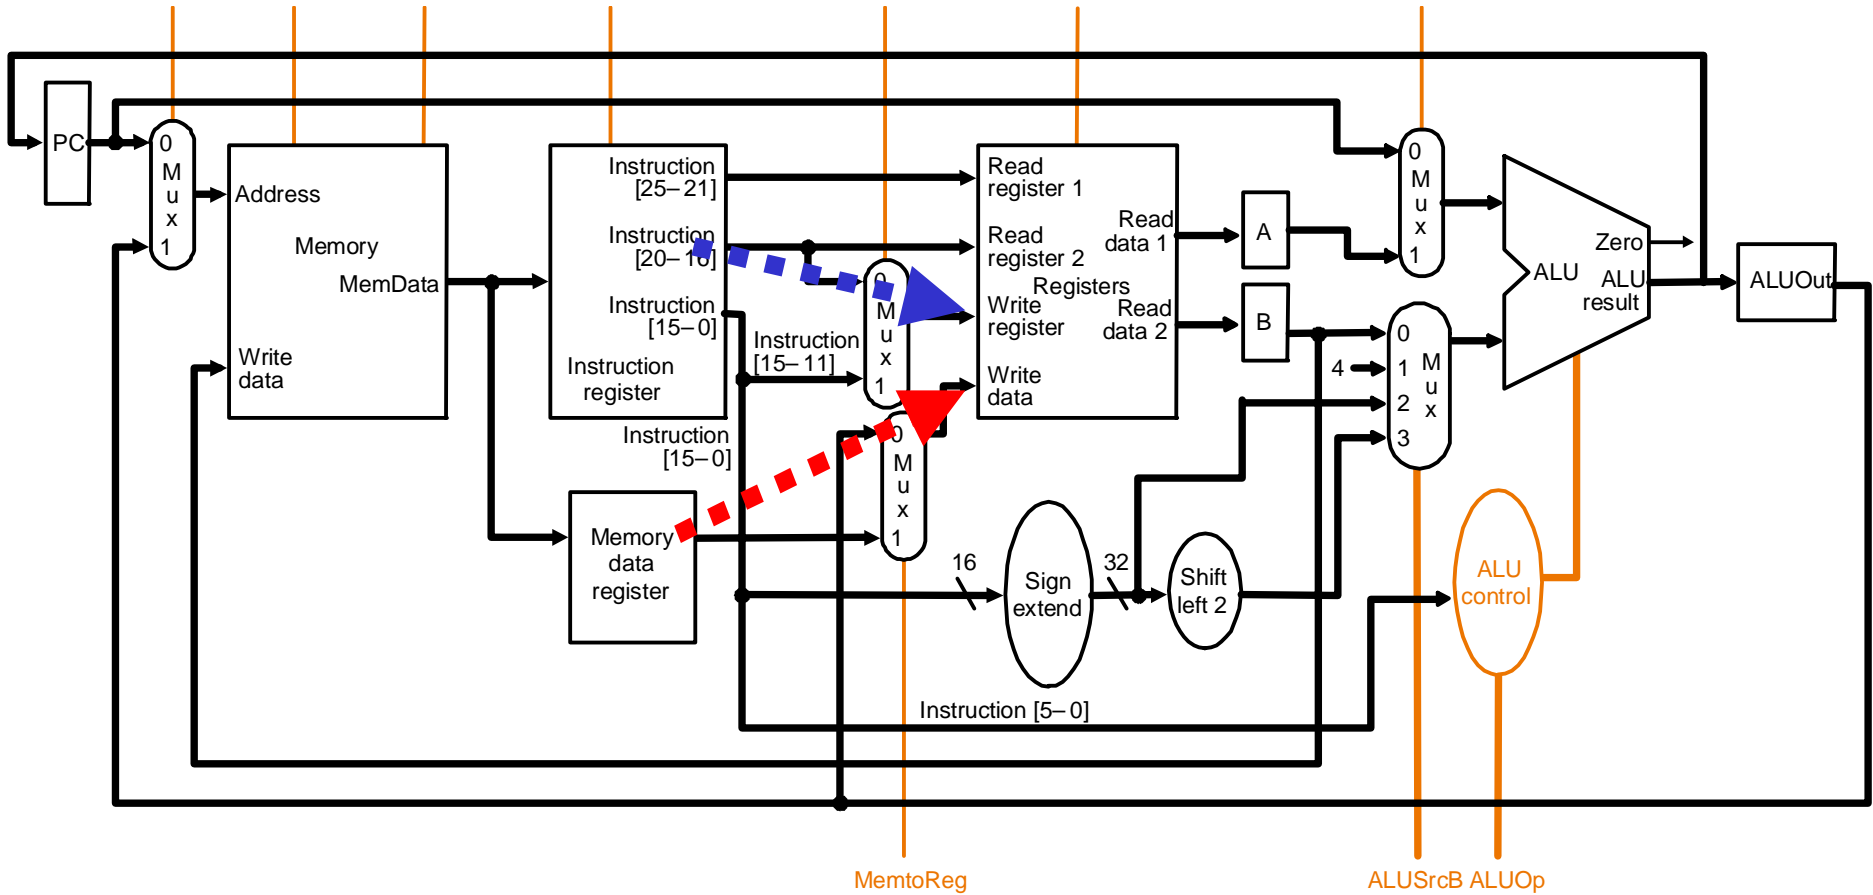 PC
0
M
u
x
1
Address
Memory
MemData
Write
data
Instruction
[25–21]
Instruction
[20–16]
Instruction
[15–0]
Instruction
register
Instruction
[15–11]
Instruction
[15–0]
Memory
data
register
0
M
u
x
1
0
M
u
x
1
Read
register 1
Read
register 2
Registers
Write
register
Write
data
Read
data 1
Read
data 2
A
B
4
0
M
u
x
1
0
1
2
3
M
u
x
Zero
ALU
ALU
result
ALUOut
16
Sign
extend
32
Shift
left 2
ALU
control
Instruction [5–0]
MemtoReg
ALUSrcB ALUOp